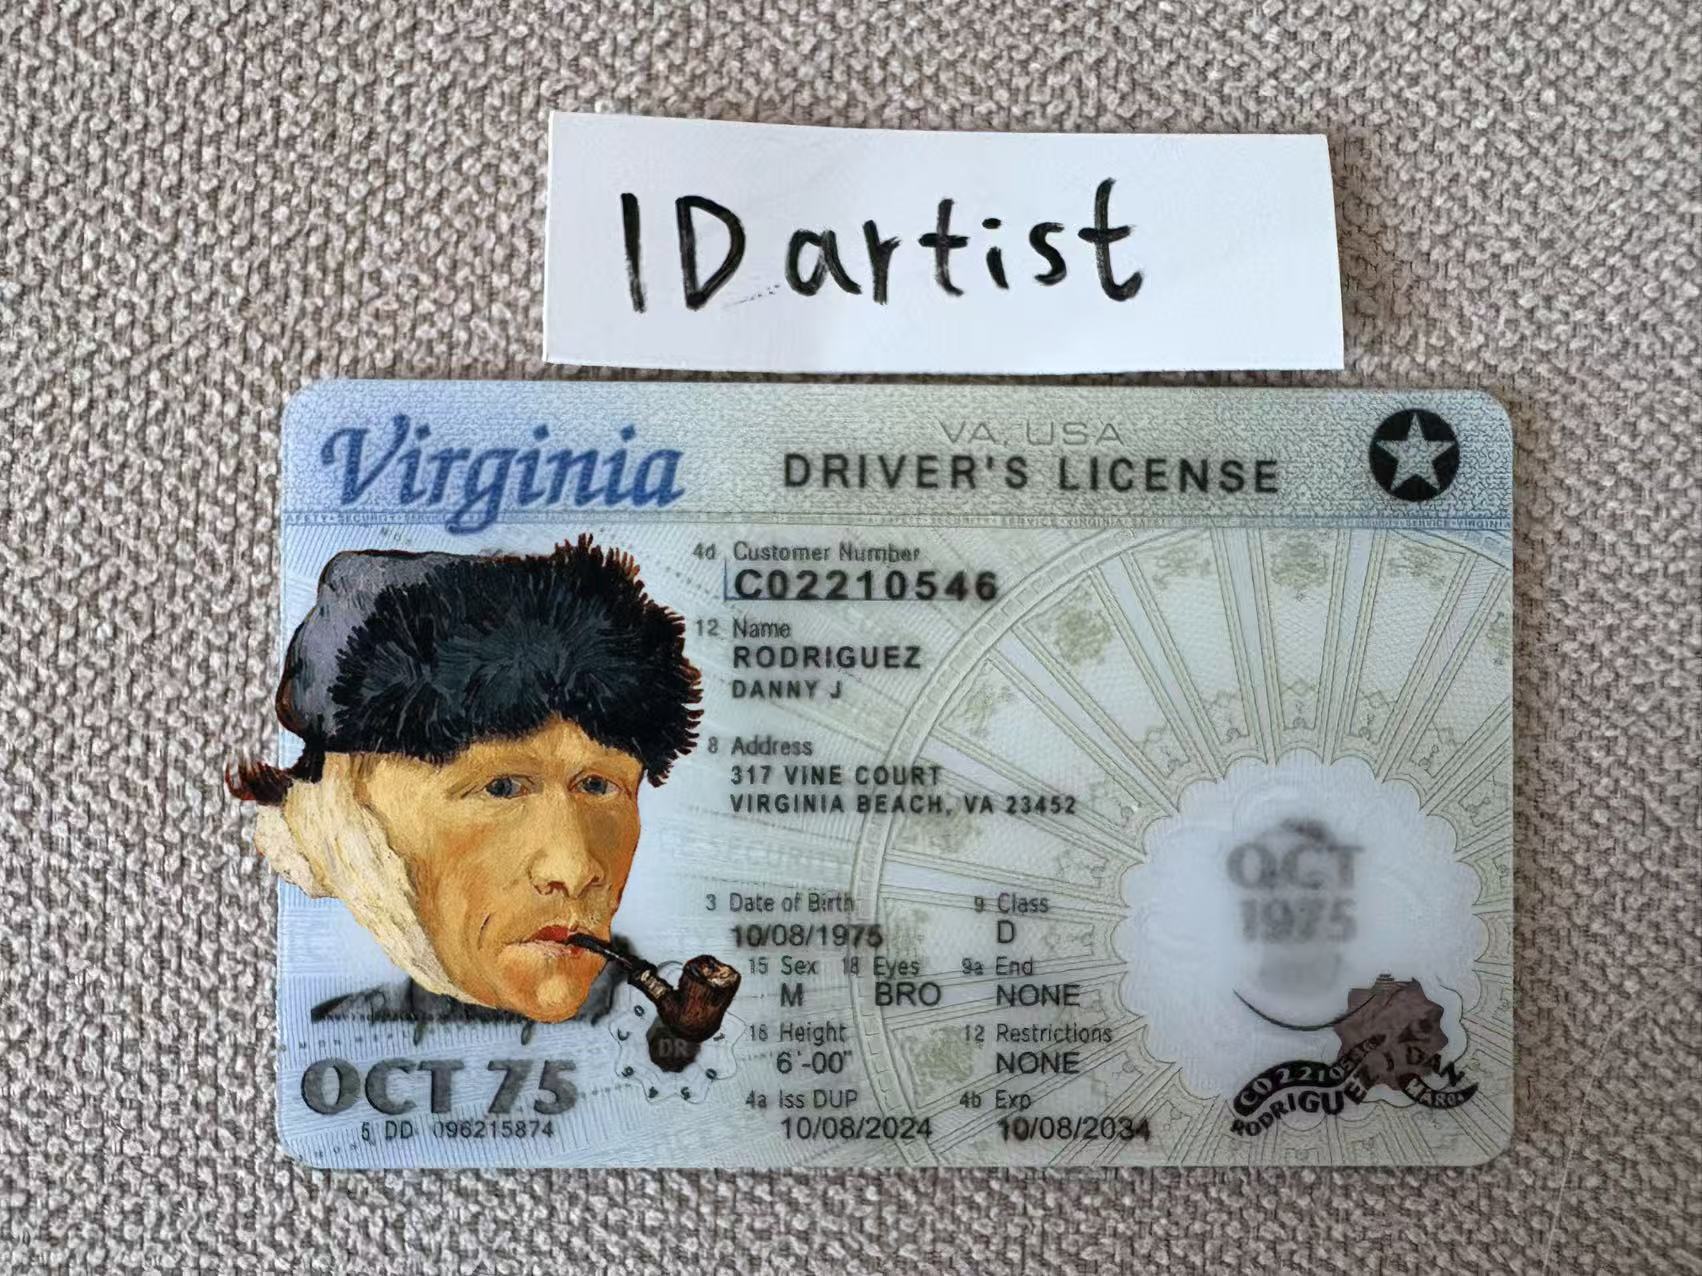 IDartist
Virginia
VA, USA
DRIVER'S LICENSE
4d Customer Number
C02210546
12 Name
RODRIGUEZ
DANNY J
8 Address
317 VINE COURT
VIRGINIA BEACH, VA 23452
3 Date of Birth 9 Class
10/08/1975 D
15 Sex 18 Eyes 9a End
M BRO NONE
16 Height 12 Restrictions
6'-00" NONE
4a Iss DUP 4b Exp
10/08/2024 10/08/2034
OCT 75
5 DD 096215874
OCT
1975
RODRIGUEZ